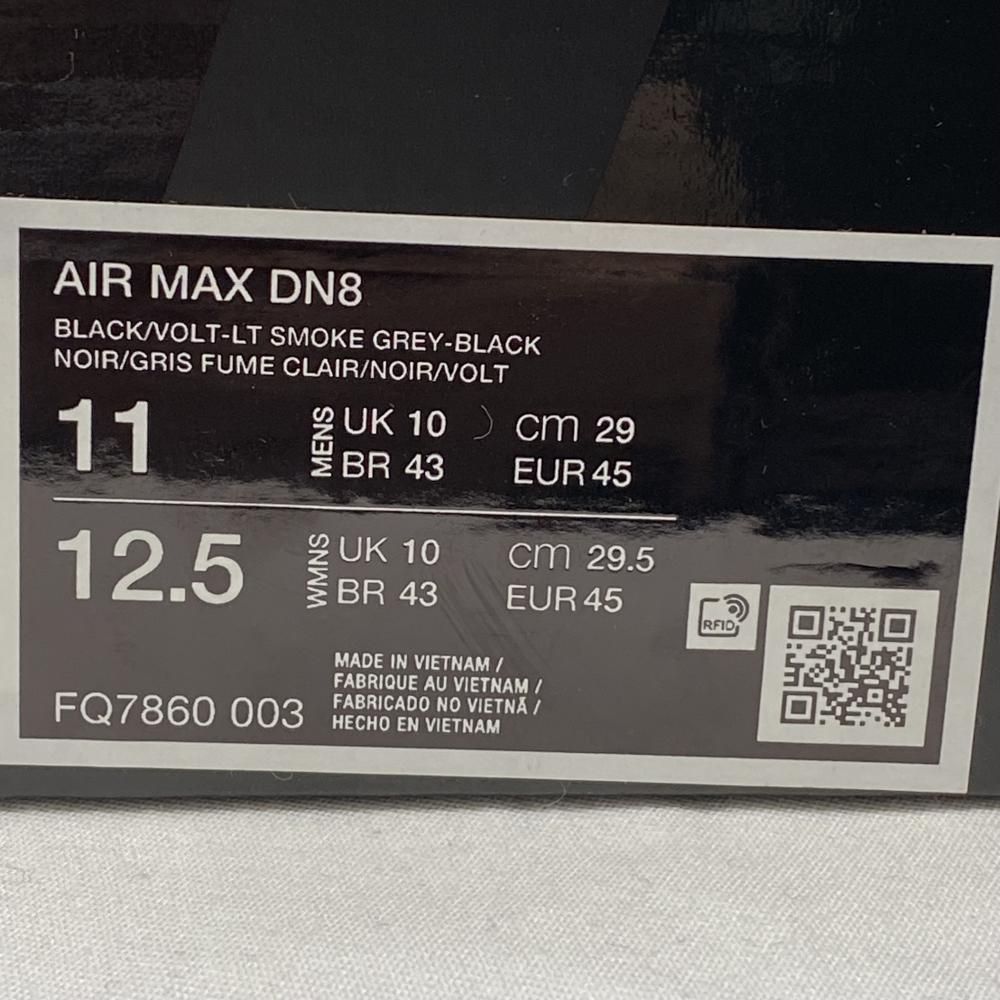 AIR MAX DN8
BLACK/VOLT-LT SMOKE GREY-BLACK
NOIR/GRIS FUME CLAIR/NOIR/VOLT
11 MENS UK 10 cm 29
BR 43 EUR 45
12.5 WMNS UK 10 cm 29.5
BR 43 EUR 45
RFID
MADE IN VIETNAM /
FABRIQUE AU VIETNAM /
FABRICADO NO VIETNÃ /
HECHO EN VIETNAM
FQ7860 003